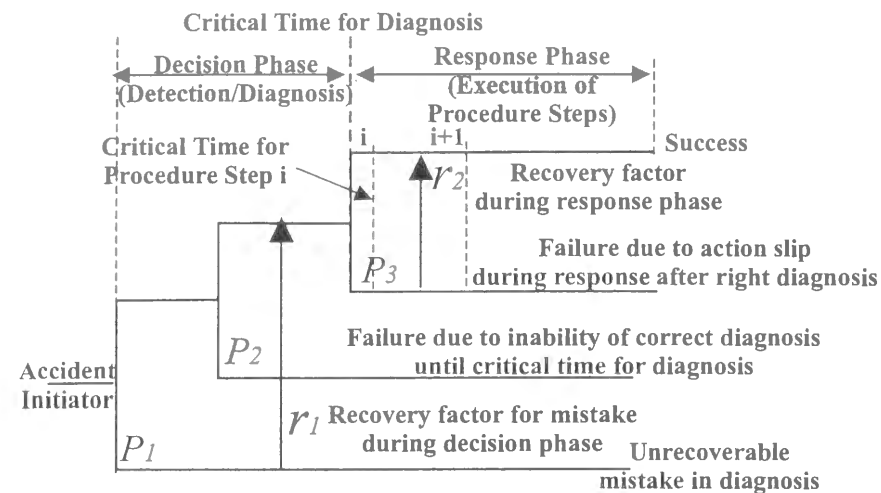 Critical Time for Diagnosis
Decision Phase
(Detection/Diagnosis)
Response Phase
(Execution of
Procedure Steps)
i
i+1
Success
Critical Time for
Procedure Step i
r2
Recovery factor
during response phase
P3
Failure due to action slip
during response after right diagnosis
P2
Failure due to inability of correct diagnosis
until critical time for diagnosis
Accident
Initiator
P1
r1
Recovery factor for mistake
during decision phase
Unrecoverable
mistake in diagnosis